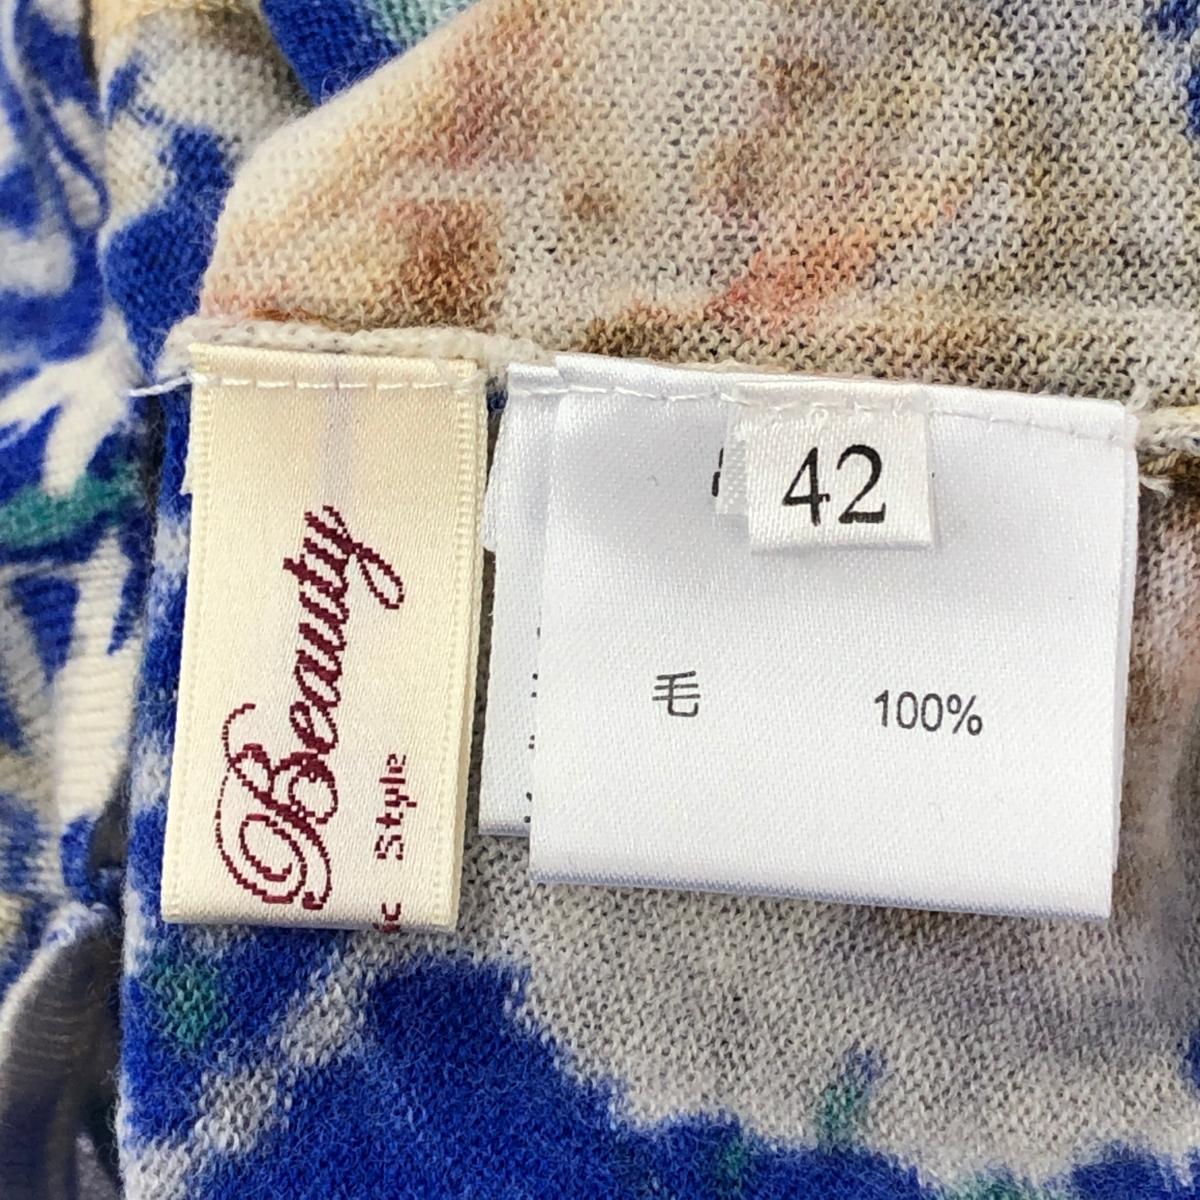 Beauty
Style
42
毛 100%